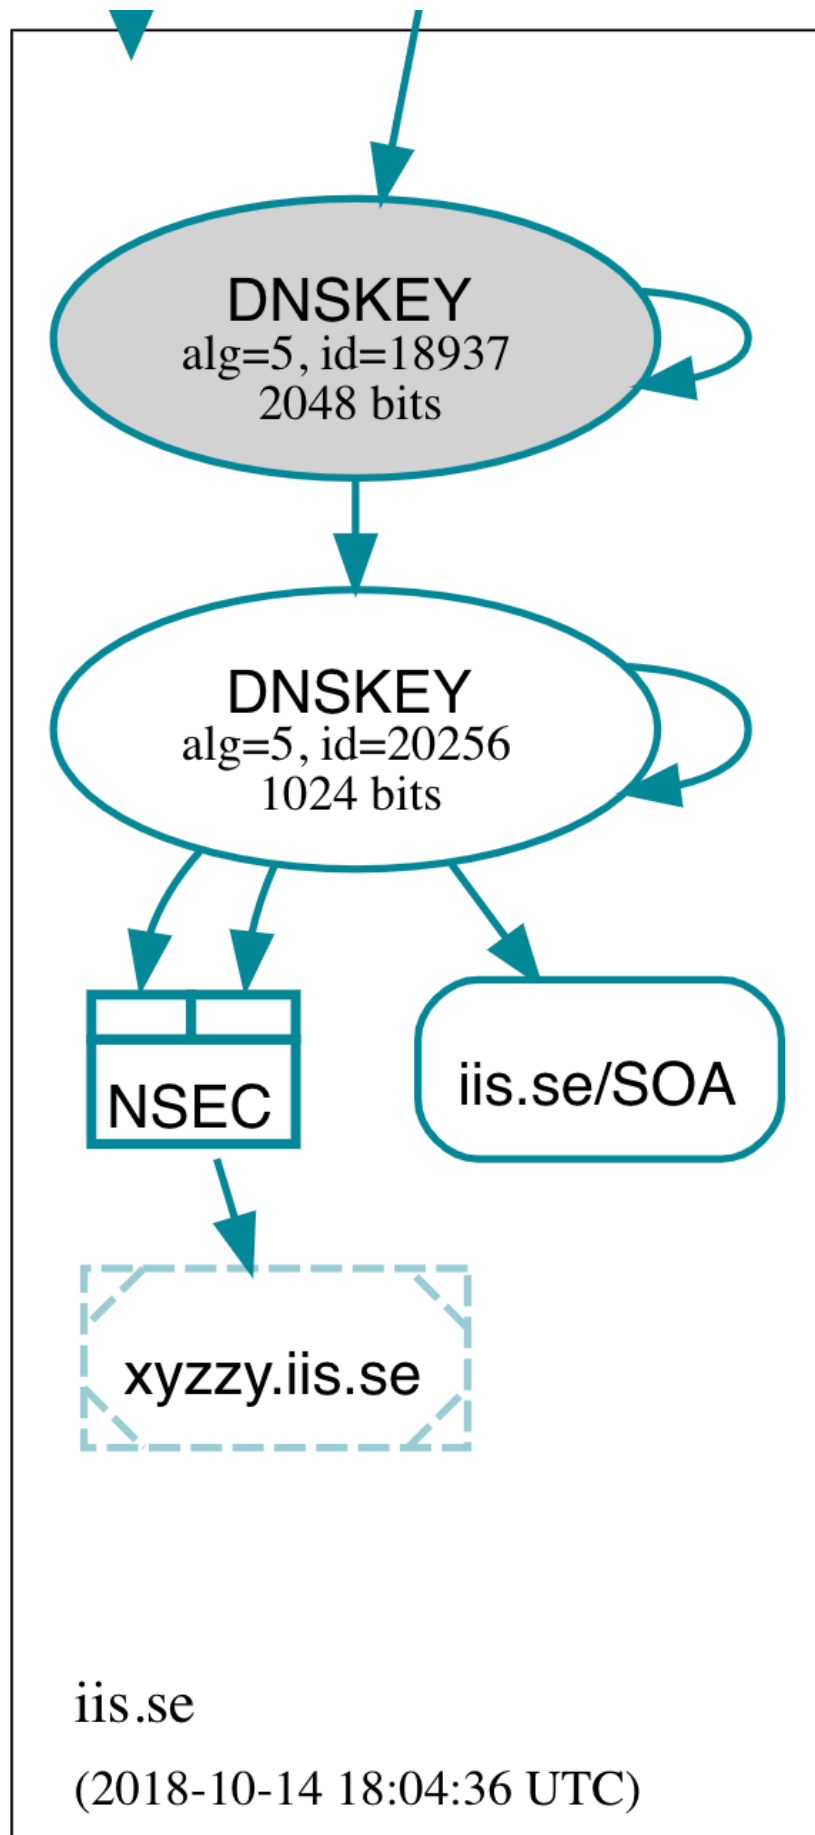 DNSKEY
alg=5, id=18937
2048 bits
DNSKEY
alg=5, id=20256
1024 bits
NSEC
iis.se/SOA
xyzzy.iis.se
iis.se
(2018-10-14 18:04:36 UTC)